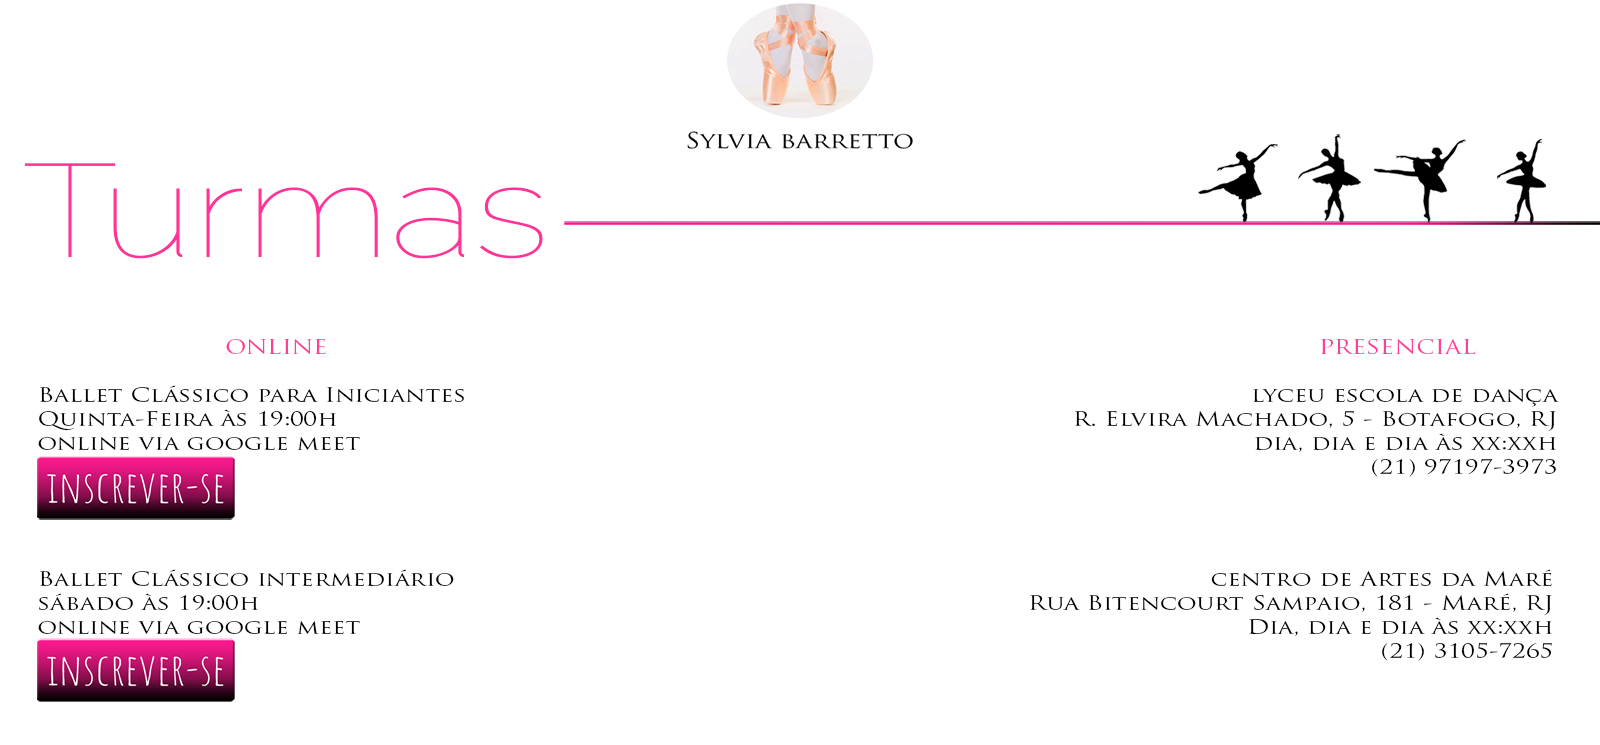 Sylvia barretto
Turmas
online
Ballet Clássico para Iniciantes
Quinta-Feira às 19:00h
online via google meet
INSCREVER-SE
Ballet Clássico intermediário
sábado às 19:00h
online via google meet
INSCREVER-SE
presencial
lyceu escola de dança
R. Elvira Machado, 5 - Botafogo, RJ
dia, dia e dia às xx:xxh
(21) 97197-3973
centro de Artes da Maré
Rua Bitencourt Sampaio, 181 - Maré, RJ
Dia, dia e dia às xx:xxh
(21) 3105-7265